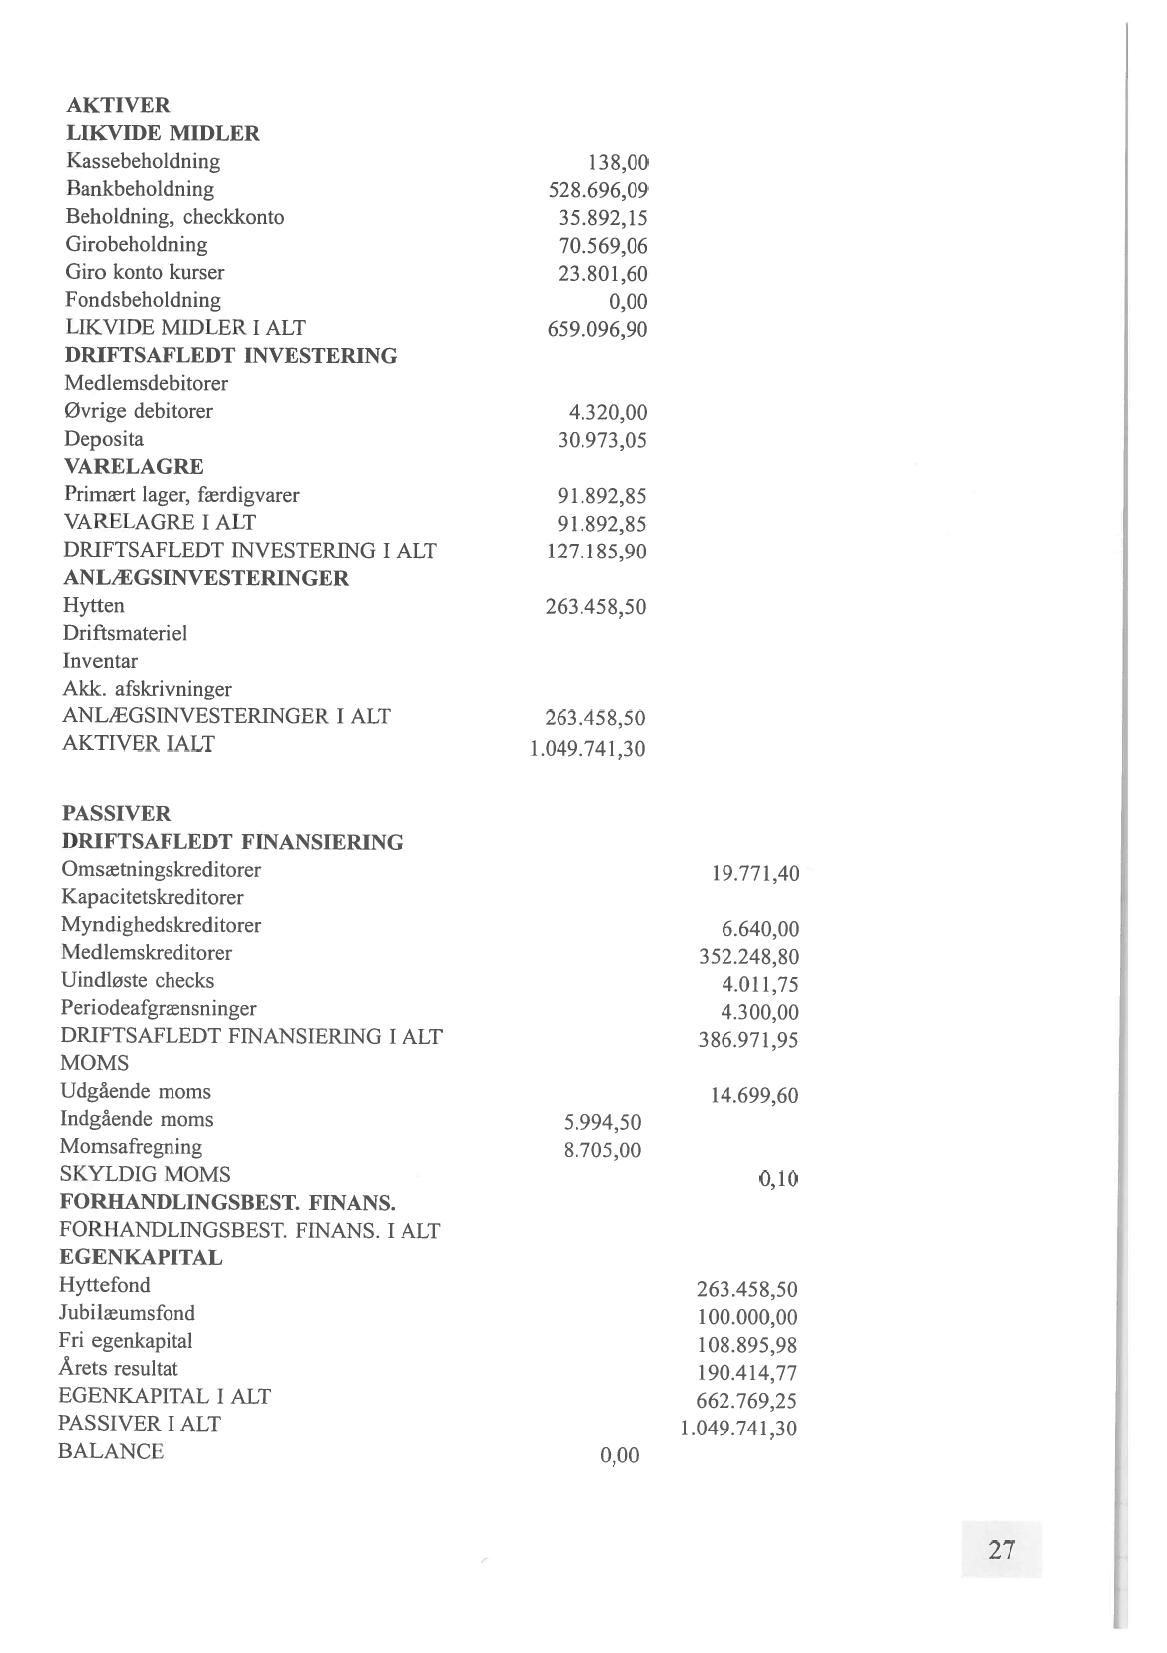 AKTIVER
LIKVIDE MIDLER
Kassebeholdning 138,00
Bankbeholdning 528.696,09
Beholdning, checkkonto 35.892,15
Girobeholdning 70.569,06
Giro konto kurser 23.801,60
Fondsbeholdning 0,00
LIKVIDE MIDLER I ALT 659.096,90
DRIFTSAFLEDT INVESTERING
Medlemsdebitorer
Øvrige debitorer 4.320,00
Deposita 30.973,05
VARELAGRE
Primært lager, færdigvarer 91.892,85
VARELAGRE I ALT 91.892,85
DRIFTSAFLEDT INVESTERING I ALT 127.185,90
ANLÆGSINVESTERINGER
Hytten 263.458,50
Driftsmateriel
Inventar
Akk. afskrivninger
ANLÆGSINVESTERINGER I ALT 263.458,50
AKTIVER IALT 1.049.741,30
PASSIVER
DRIFTSAFLEDT FINANSIERING
Omsætningskreditorer 19.771,40
Kapacitetskreditorer
Myndighedskreditorer 6.640,00
Medlemskreditorer 352.248,80
Uindløste checks 4.011,75
Periodeafgrænsninger 4.300,00
DRIFTSAFLEDT FINANSIERING I ALT 386.971,95
MOMS
Udgående moms 14.699,60
Indgående moms 5.994,50
Momsafregning 8.705,00
SKYLDIG MOMS 0,10
FORHANDLINGSBEST. FINANS.
FORHANDLINGSBEST. FINANS. I ALT
EGENKAPITAL
Hyttefond 263.458,50
Jubilæumsfond 100.000,00
Fri egenkapital 108.895,98
Årets resultat 190.414,77
EGENKAPITAL I ALT 662.769,25
PASSIVER I ALT 1.049.741,30
BALANCE 0,00
27